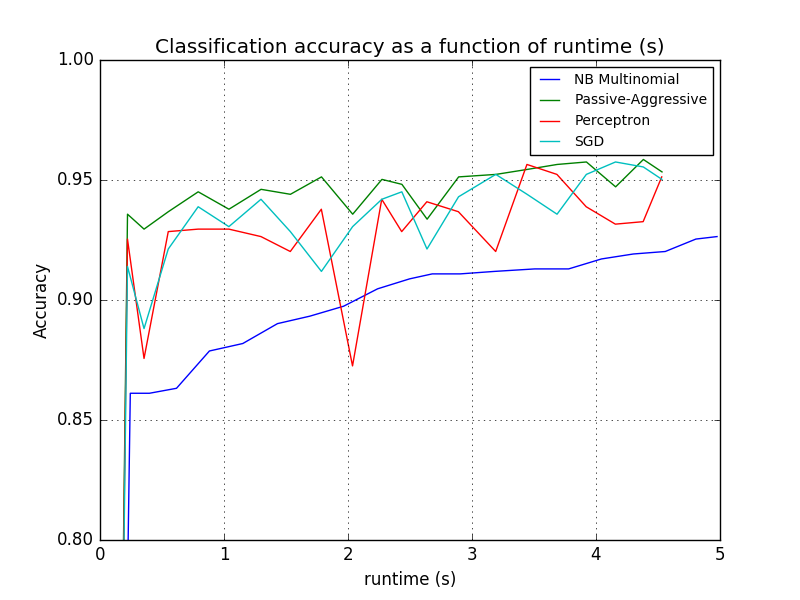 Classification accuracy as a function of runtime (s)
1.00
0.95
0.90
0.85
0.80
Accuracy
NB Multinomial
Passive-Aggressive
Perceptron
SGD
0 1 2 3 4 5
runtime (s)